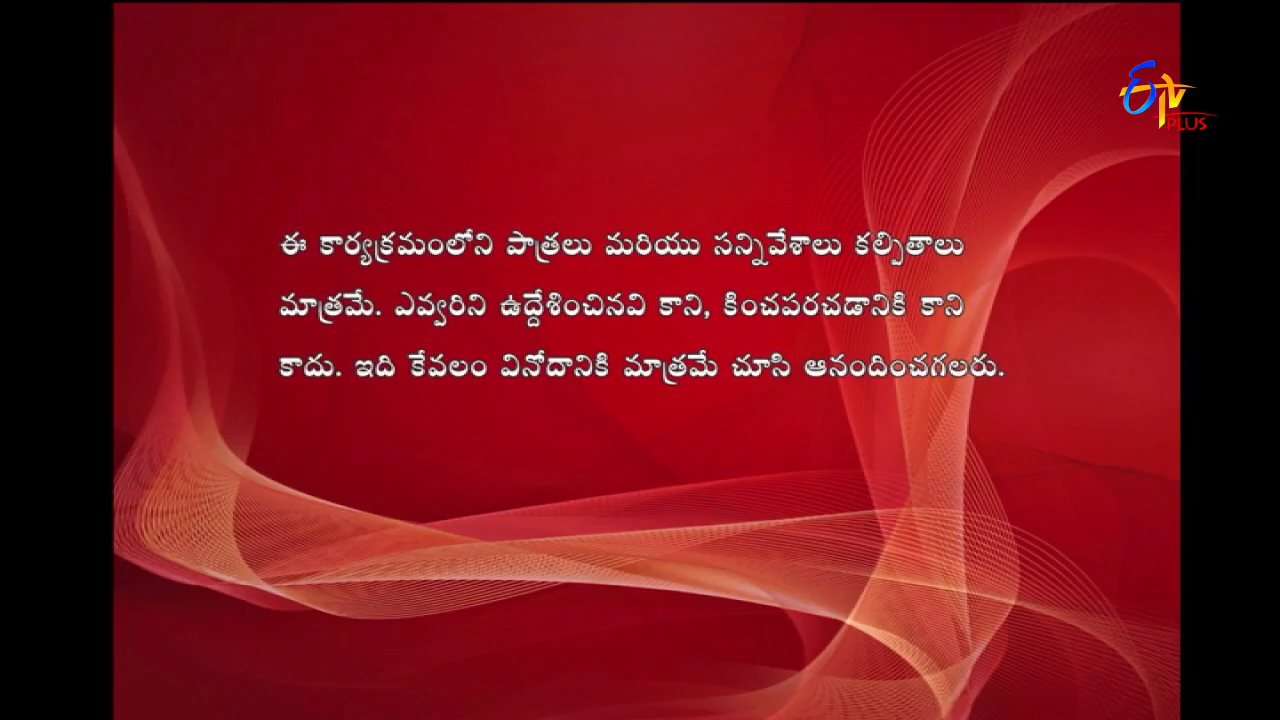 ETV
PLUS
ఈ కార్యక్రమంలోని పాత్రలు మరియు సన్నివేశాలు కల్పితాలు
మాత్రమే. ఎవ్వరిని ఉద్దేశించినవి కాని, కించపరచడానికి కాని
కాదు. ఇది కేవలం వినోదానికి మాత్రమే చూసి ఆనందించగలరు.